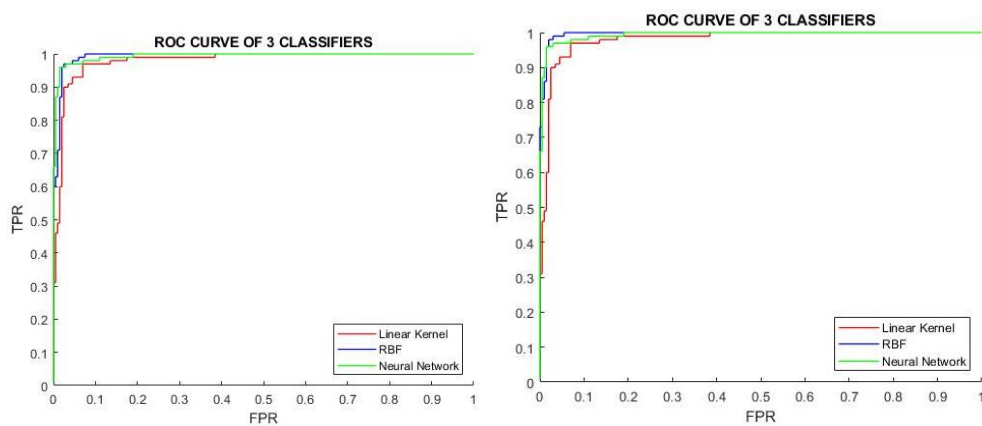 ROC CURVE OF 3 CLASSIFIERS
1
0.9
0.8
0.7
0.6
0.5
0.4
0.3
0.2
0.1
0
TPR
0 0.1 0.2 0.3 0.4 0.5 0.6 0.7 0.8 0.9 1
FPR
Linear Kernel
RBF
Neural Network
ROC CURVE OF 3 CLASSIFIERS
1
0.9
0.8
0.7
0.6
0.5
0.4
0.3
0.2
0.1
0
TPR
0 0.1 0.2 0.3 0.4 0.5 0.6 0.7 0.8 0.9 1
FPR
Linear Kernel
RBF
Neural Network